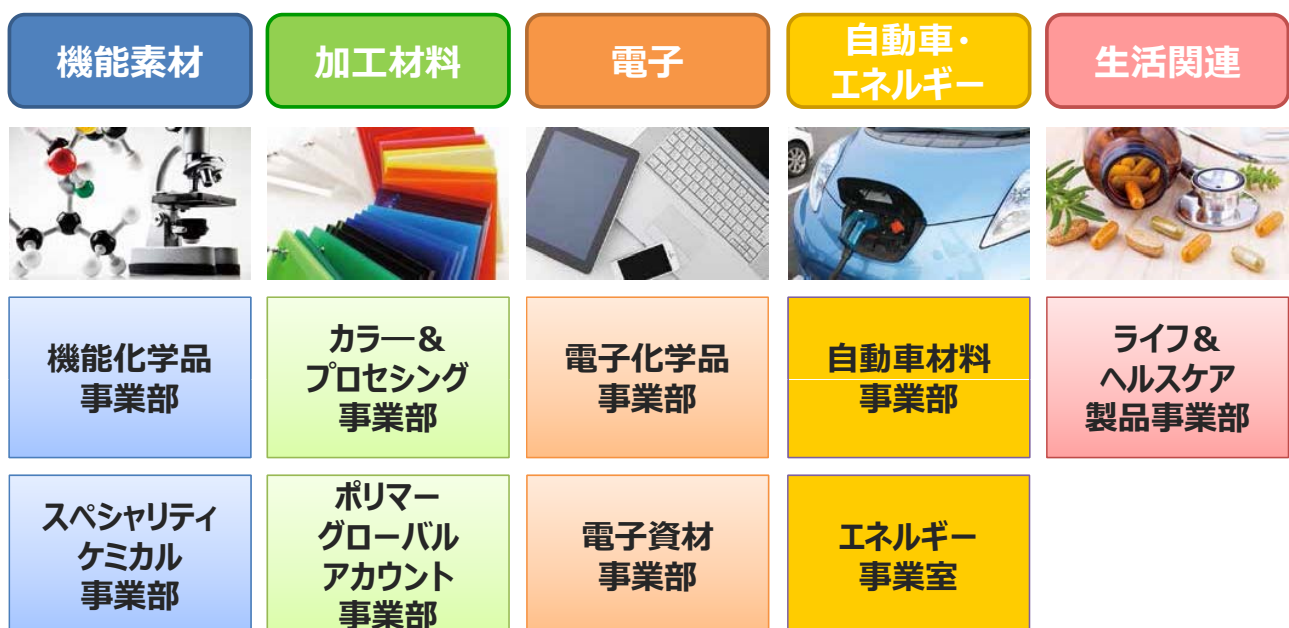 機能素材
加工材料
電子
自動車・
エネルギー
生活関連
機能化学品
事業部
カラー&
プロセシング
事業部
電子化学品
事業部
自動車材料
事業部
ライフ&
ヘルスケア
製品事業部
スペシャリティ
ケミカル
事業部
ポリマー
グローバル
アカウント
事業部
電子資材
事業部
エネルギー
事業室